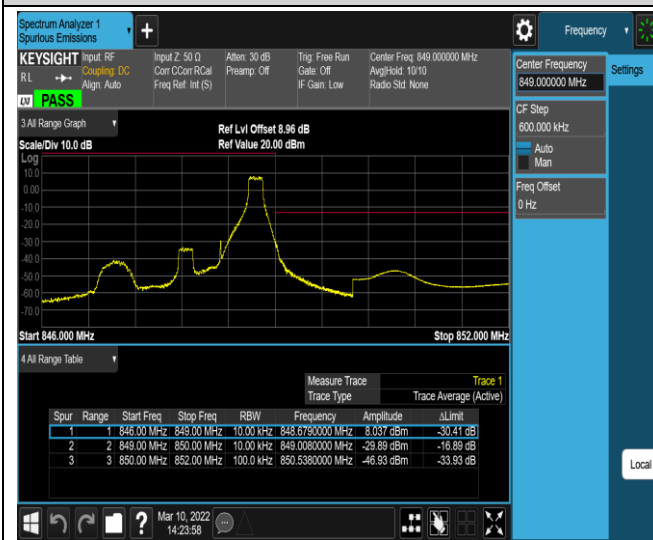 Spectrum Analyzer 1
Spurious Emissions
Frequency
KEYSIGHT
RL
Input: RF
Coupling: DC
Align: Auto
Input Z: 50 Ω
Corr CCorr RCal
Freq Ref: Int (S)
Atten: 30 dB
Preamp: Off
Trig: Free Run
Gate: Off
IF Gain: Low
Center Freq: 849.000000 MHz
Avg|Hold: 10/10
Radio Std: None
LXI PASS
3 All Range Graph
Scale/Div 10.0 dB
Ref Lvl Offset 8.96 dB
Ref Value 20.00 dBm
Log
10.0
0.00
-10.0
-20.0
-30.0
-40.0
-50.0
-60.0
-70.0
Start 846.000 MHz
Stop 852.000 MHz
4 All Range Table
Measure Trace Trace 1
Trace Type Trace Average (Active)
Spur Range Start Freq Stop Freq RBW Frequency Amplitude ΔLimit
1 1 846.00 MHz 849.00 MHz 10.00 kHz 848.6790000 MHz 8.037 dBm -30.41 dB
2 2 849.00 MHz 850.00 MHz 10.00 kHz 849.0080000 MHz -29.89 dBm -16.89 dB
3 3 850.00 MHz 852.00 MHz 100.0 kHz 850.5380000 MHz -46.93 dBm -33.93 dB
Center Frequency
849.000000 MHz
Settings
CF Step
600.000 kHz
Auto
Man
Freq Offset
0 Hz
Local
?
Mar 10, 2022
14:23:58